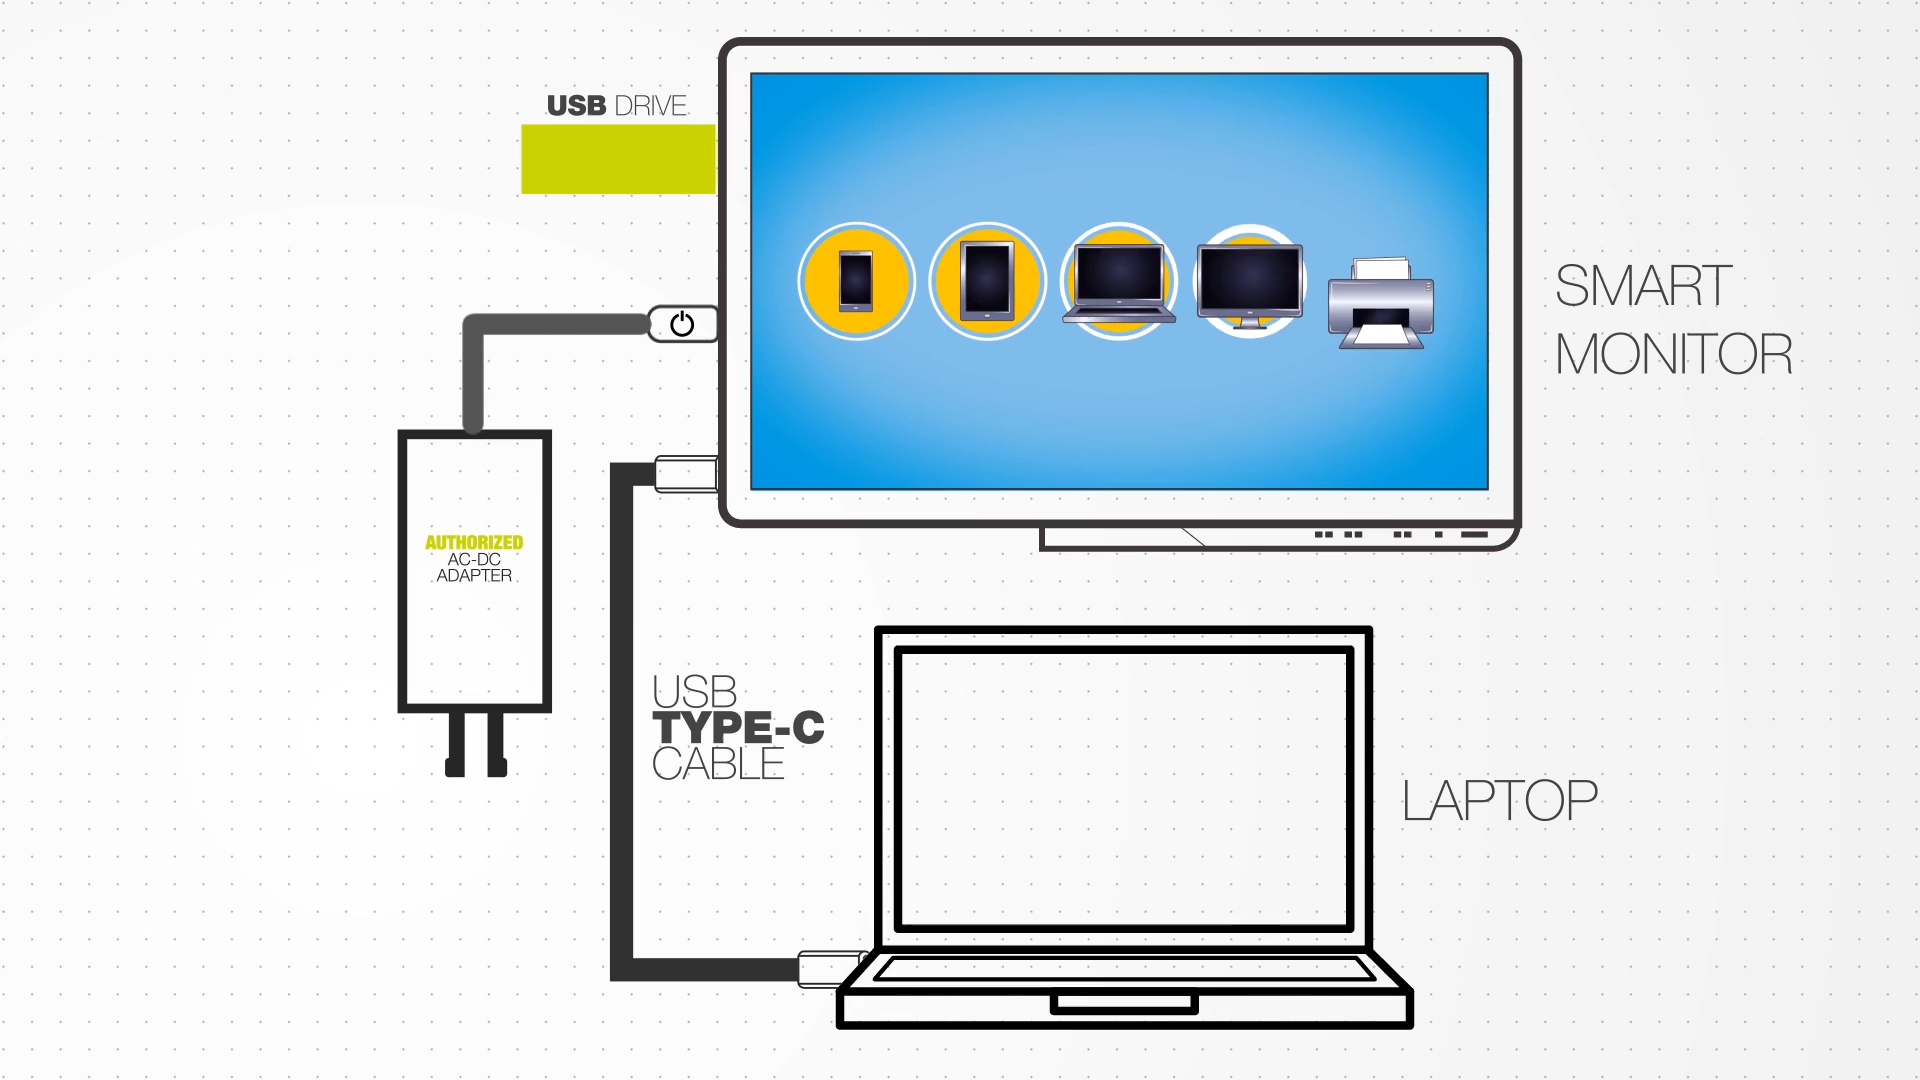 USB DRIVE
SMART
MONITOR
AUTHORIZED
AC-DC
ADAPTER
USB
TYPE-C
CABLE
LAPTOP